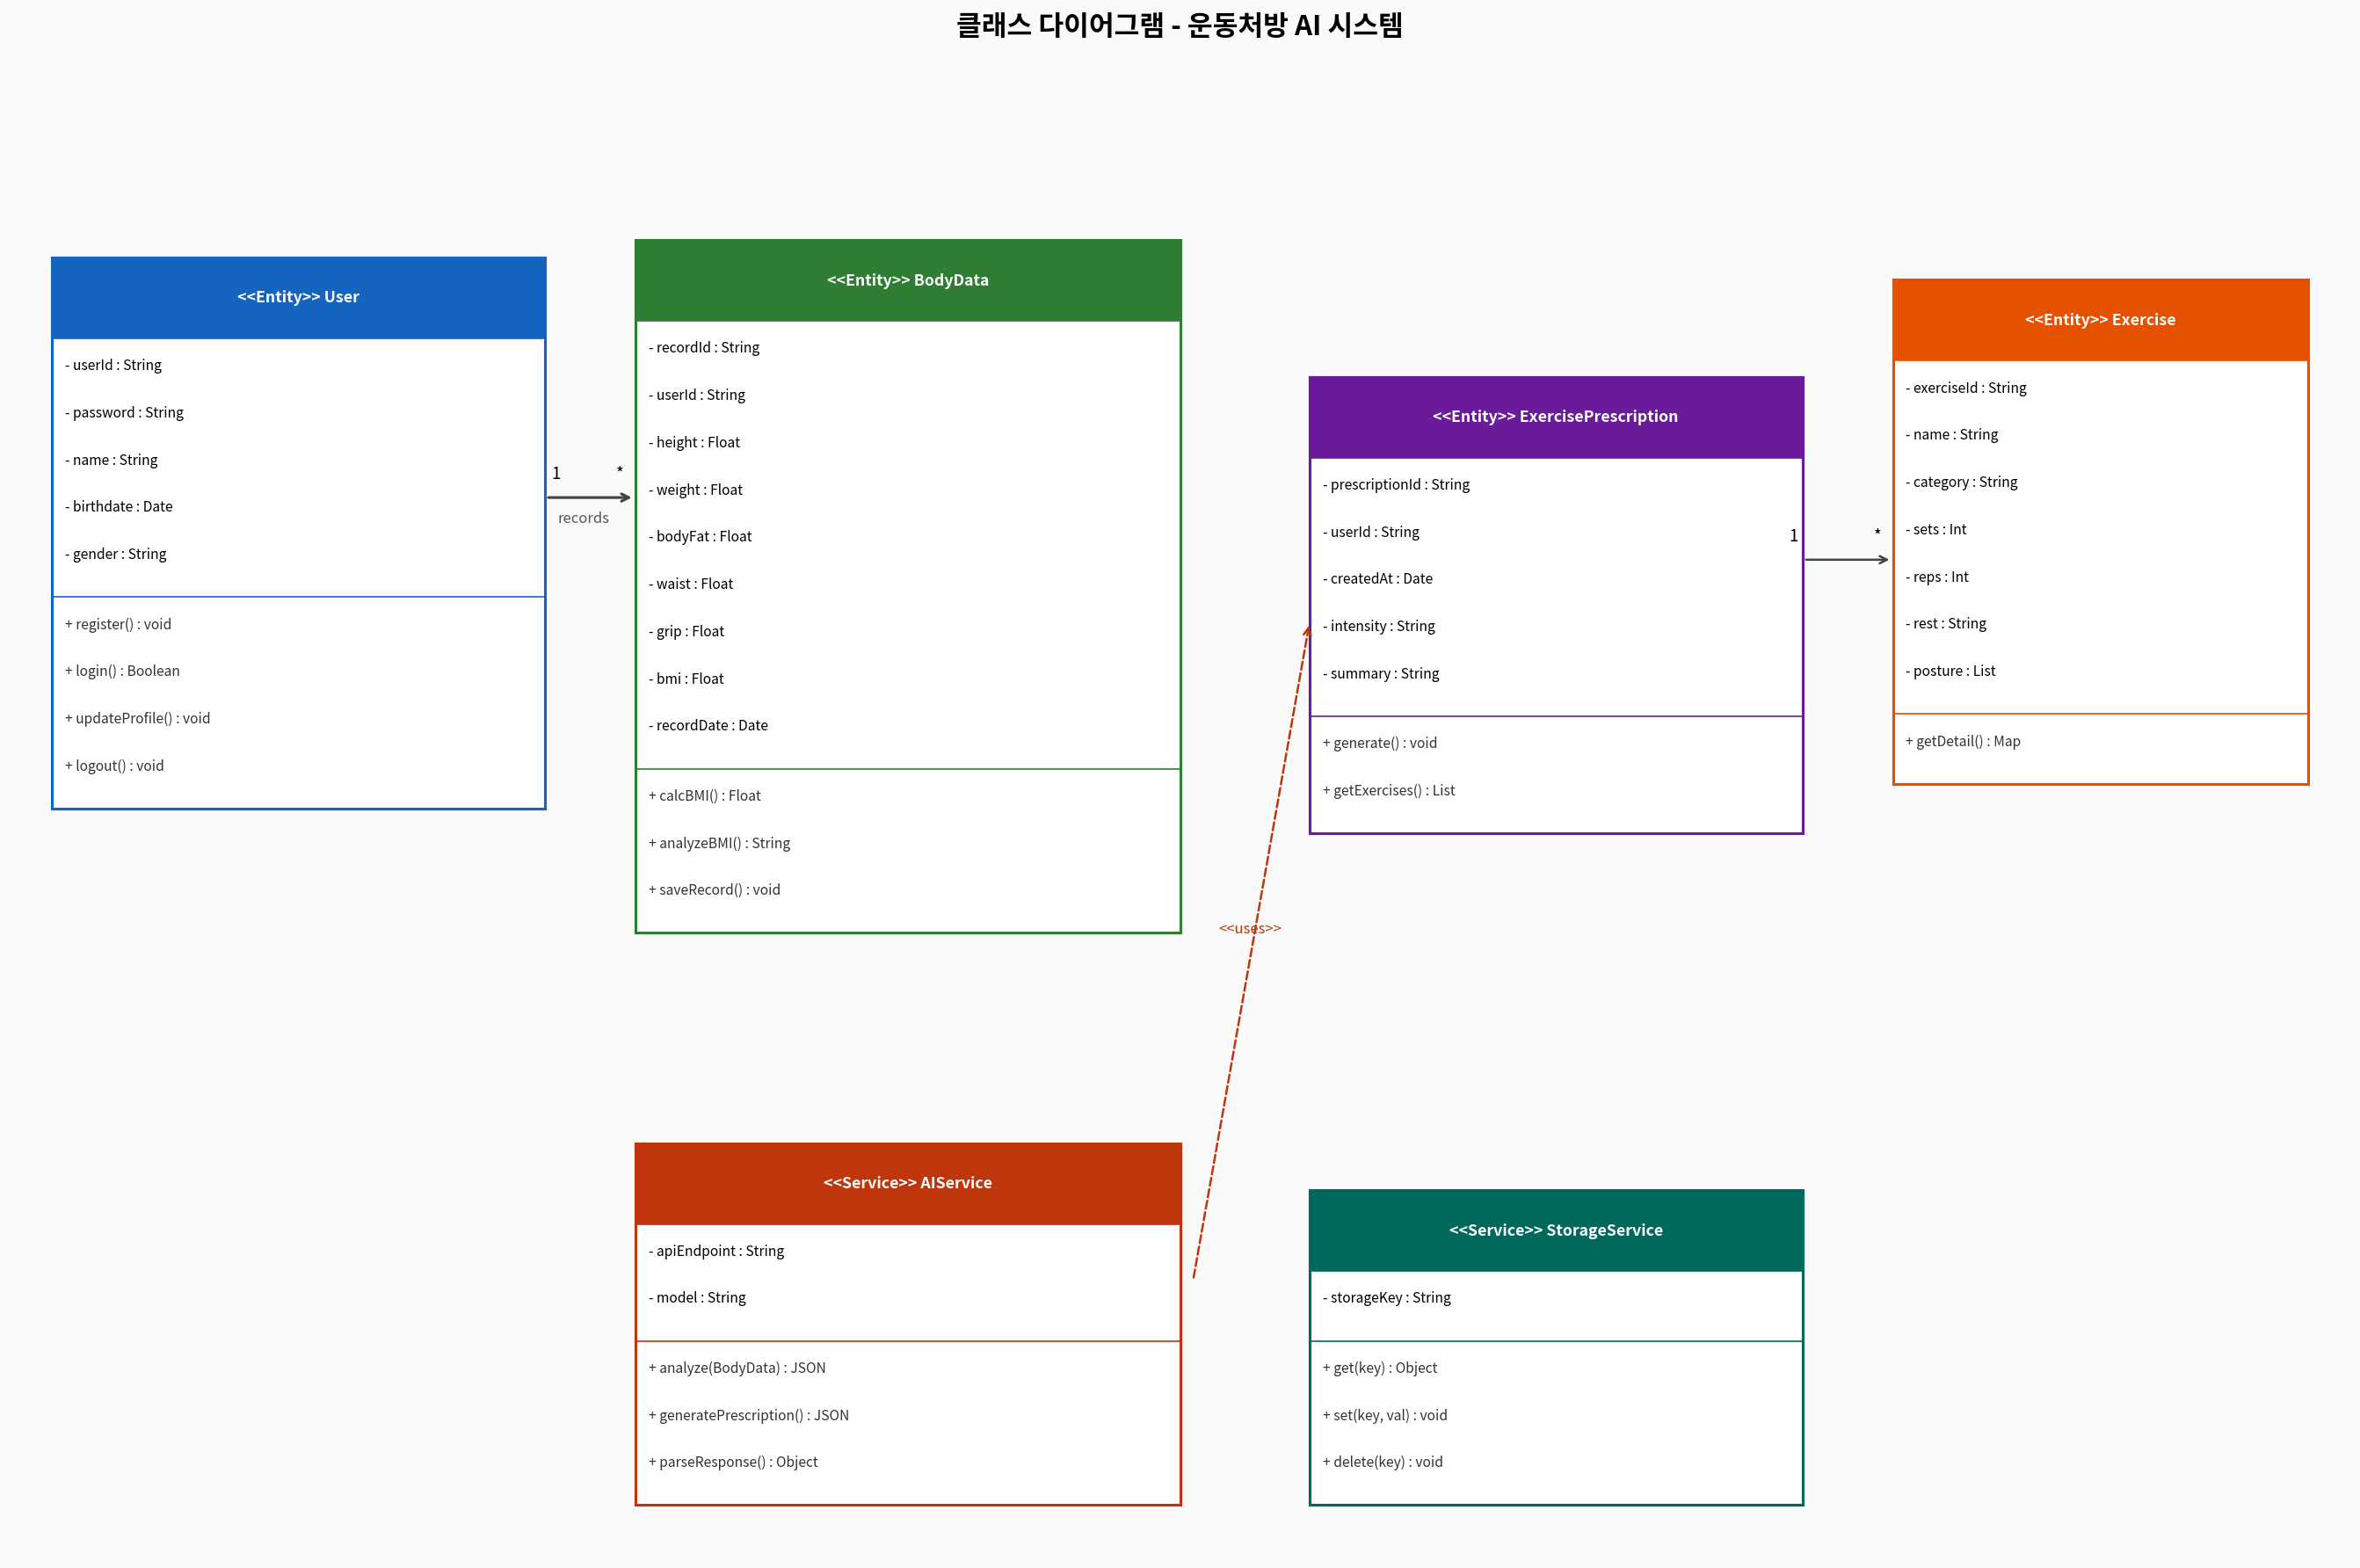 클래스 다이어그램 - 운동처방 AI 시스템
<<Entity>> User
- userId : String
- password : String
- name : String
- birthdate : Date
- gender : String
+ register() : void
+ login() : Boolean
+ updateProfile() : void
+ logout() : void
1
*
records
<<Entity>> BodyData
- recordId : String
- userId : String
- height : Float
- weight : Float
- bodyFat : Float
- waist : Float
- grip : Float
- bmi : Float
- recordDate : Date
+ calcBMI() : Float
+ analyzeBMI() : String
+ saveRecord() : void
<<Entity>> ExercisePrescription
- prescriptionId : String
- userId : String
- createdAt : Date
- intensity : String
- summary : String
+ generate() : void
+ getExercises() : List
1
*
<<Entity>> Exercise
- exerciseId : String
- name : String
- category : String
- sets : Int
- reps : Int
- rest : String
- posture : List
+ getDetail() : Map
<<uses>>
<<Service>> AIService
- apiEndpoint : String
- model : String
+ analyze(BodyData) : JSON
+ generatePrescription() : JSON
+ parseResponse() : Object
<<Service>> StorageService
- storageKey : String
+ get(key) : Object
+ set(key, val) : void
+ delete(key) : void